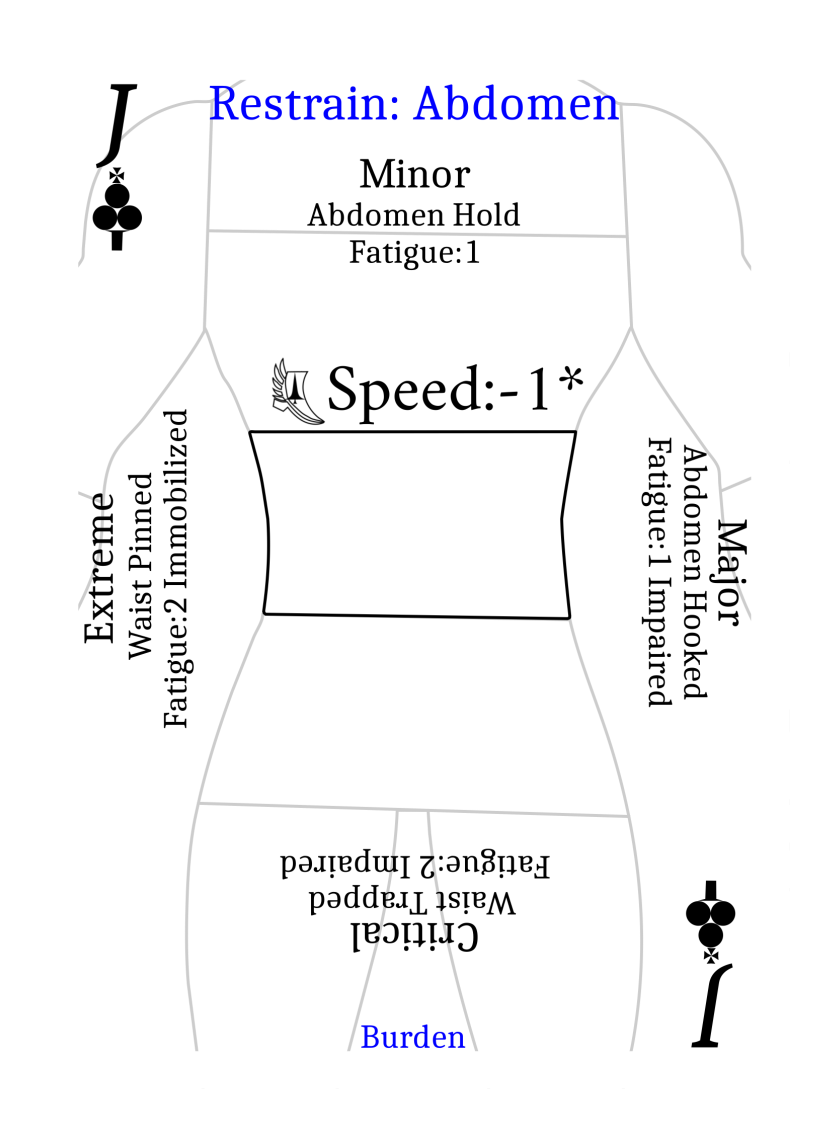 J
Restrain: Abdomen
Minor
Abdomen Hold
Fatigue:1
Speed:-1*
Major
Abdomen Hooked
Fatigue:1 Impaired
Critical
Waist Trapped
Fatigue:2 Impaired
Extreme
Waist Pinned
Fatigue:2 Immobilized
Burden
J